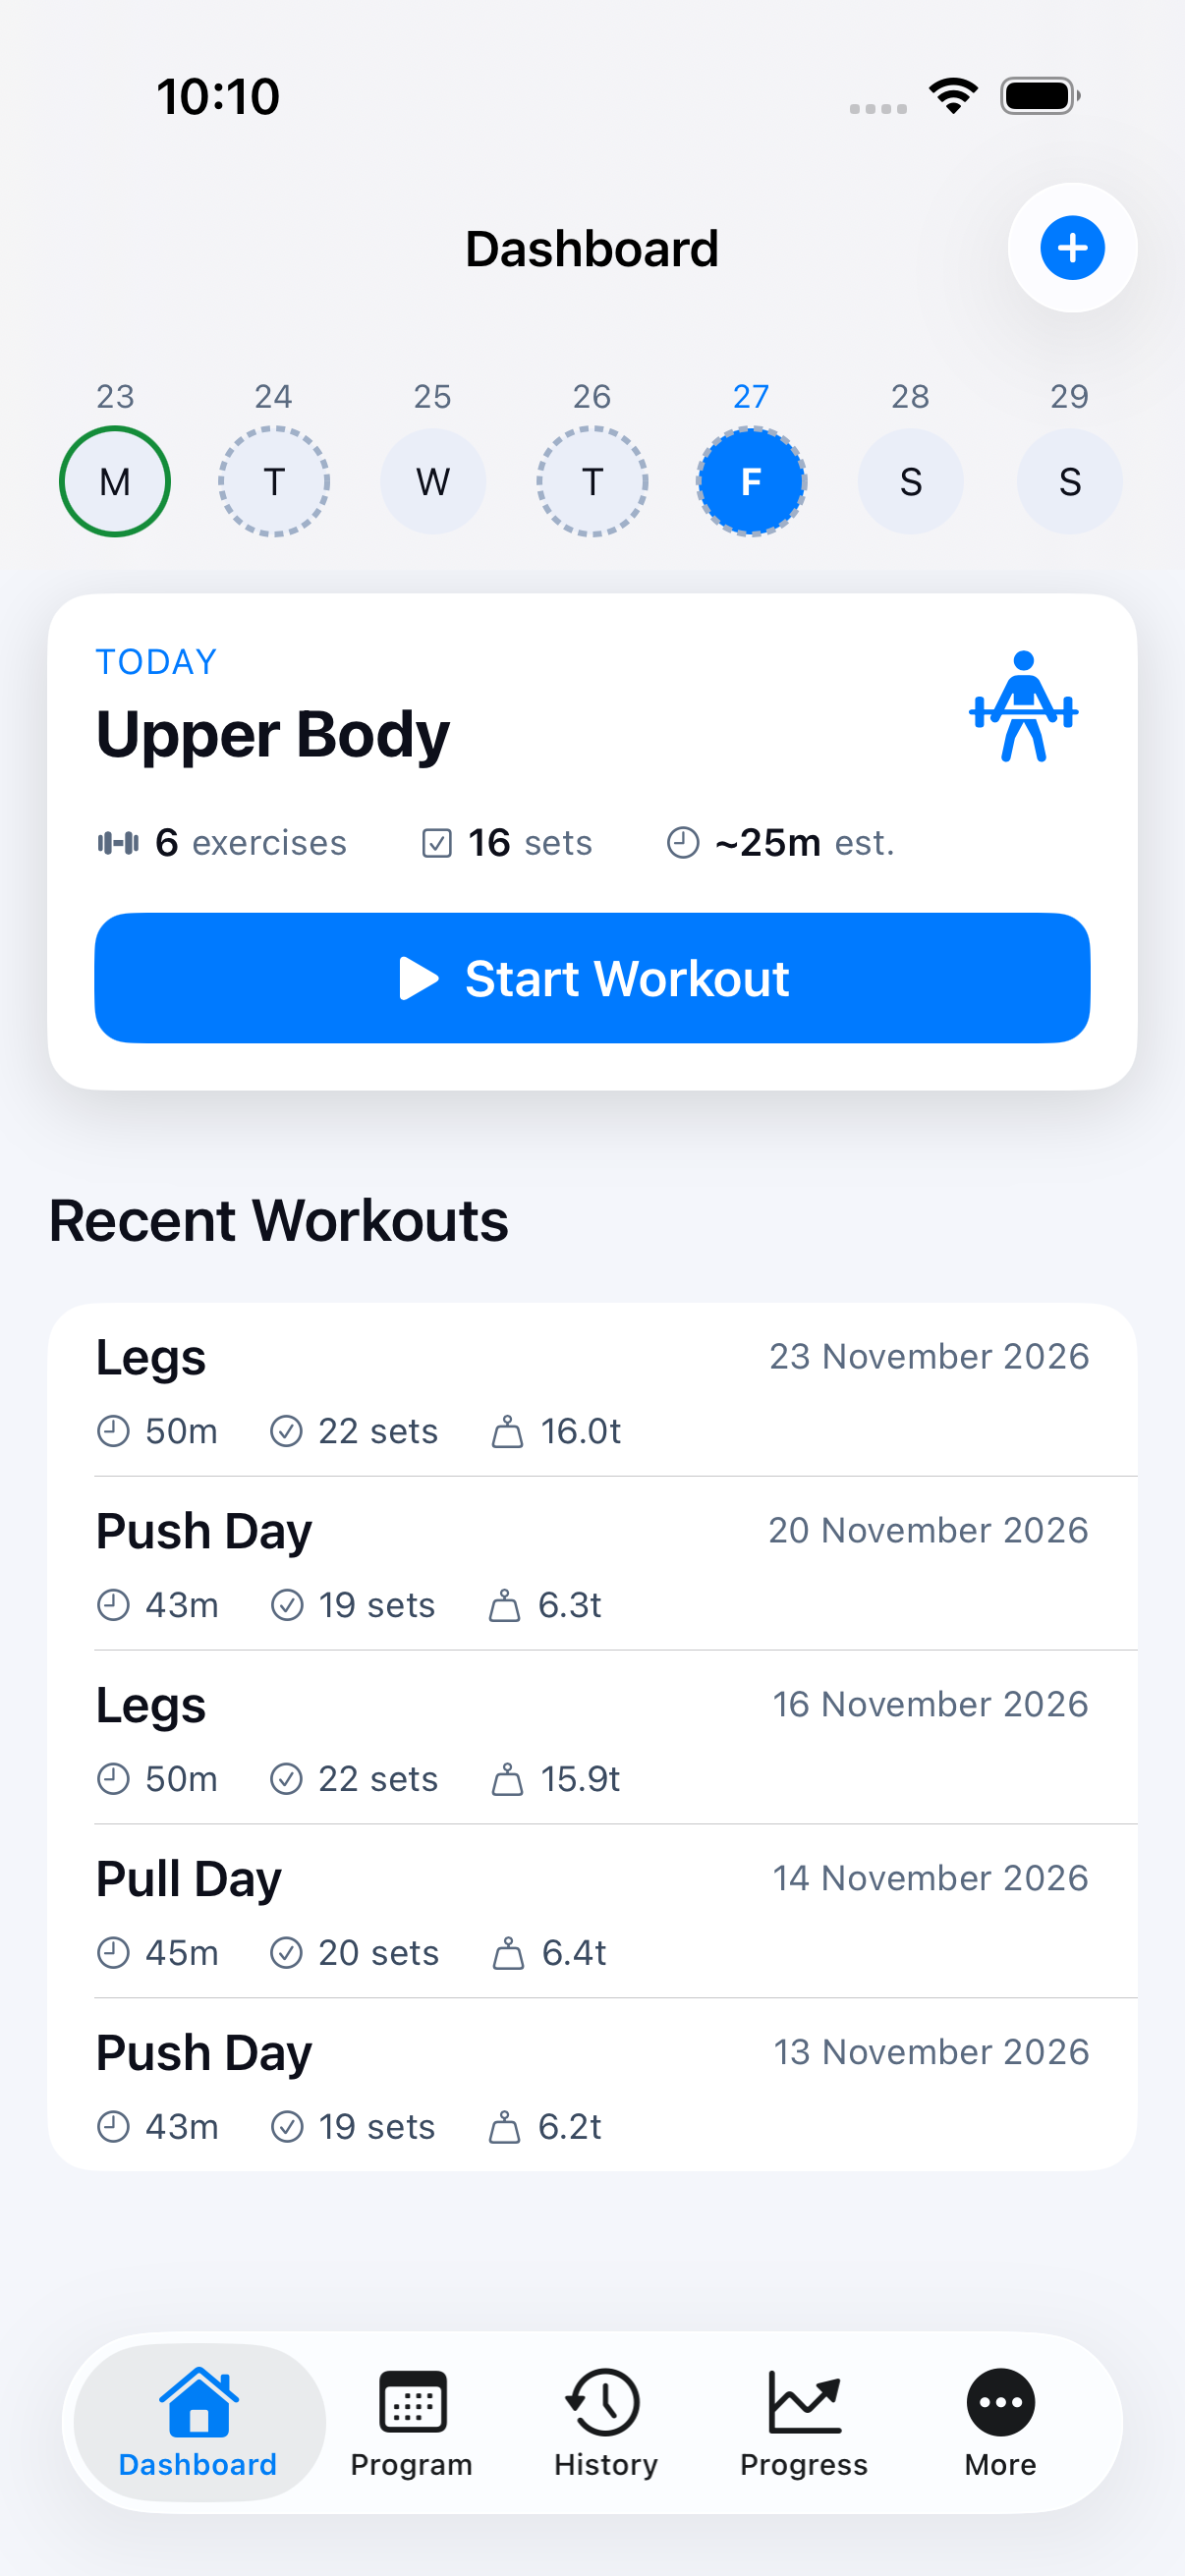 10:10
Dashboard
23 24 25 26 27 28 29
M T W T F S S
TODAY
Upper Body
6 exercises 16 sets ~25m est.
Start Workout
Recent Workouts
Legs 23 November 2026
50m 22 sets 16.0t
Push Day 20 November 2026
43m 19 sets 6.3t
Legs 16 November 2026
50m 22 sets 15.9t
Pull Day 14 November 2026
45m 20 sets 6.4t
Push Day 13 November 2026
43m 19 sets 6.2t
Dashboard Program History Progress More